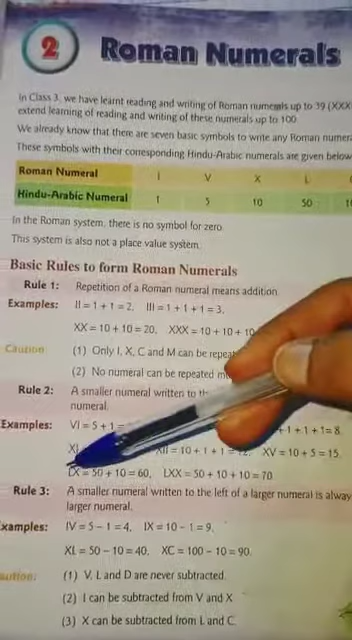 2 Roman Numerals
In Class 3, we have learnt reading and writing of Roman numerals up to 39 (XXX
extend learning of reading and writing of these numerals up to 100.
We already know that there are seven basic symbols to write any Roman numer
These symbols with their corresponding Hindu-Arabic numerals are given below
Roman Numeral I V X L
Hindu-Arabic Numeral 1 5 10 50
In the Roman system, there is no symbol for zero.
This system is also not a place value system.
Basic Rules to form Roman Numerals
Rule 1: Repetition of a Roman numeral means addition.
Examples: II = 1 + 1 = 2, III = 1 + 1 + 1 = 3,
XX = 10 + 10 = 20, XXX = 10 + 10 + 10
Caution (1) Only I, X, C and M can be repeat
(2) No numeral can be repeated m
Rule 2: A smaller numeral written to th
numeral.
Examples: VI = 5 + 1 = + 1 + 1 + 1 = 8
XI XII = 10 + 1 + 1 = 12, XV = 10 + 5 = 15
LX = 50 + 10 = 60, LXX = 50 + 10 + 10 = 70
Rule 3: A smaller numeral written to the left of a larger numeral is alway
larger numeral.
xamples: IV = 5 – 1 = 4, IX = 10 – 1 = 9,
XL = 50 – 10 = 40, XC = 100 – 10 = 90
aution: (1) V, L and D are never subtracted.
(2) I can be subtracted from V and X
(3) X can be subtracted from L and C.